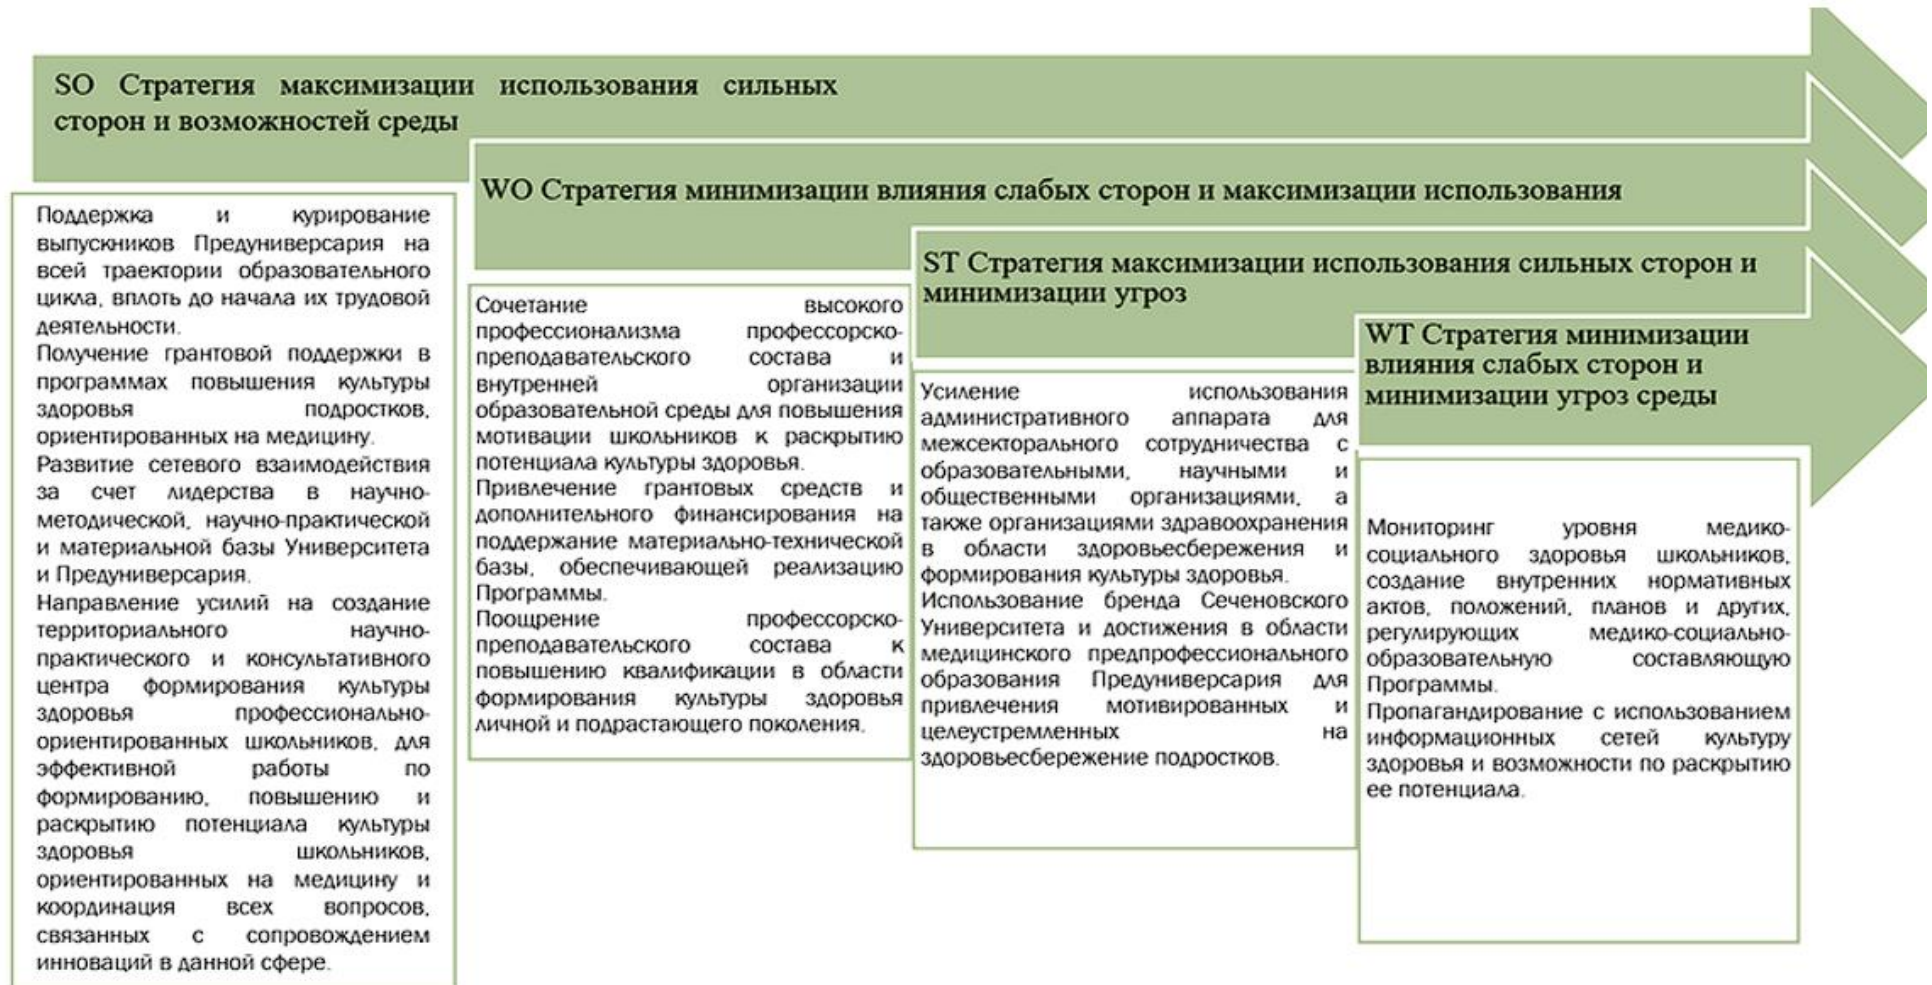 SO Стратегия максимизации использования сильных
сторон и возможностей среды
Поддержка и курирование
выпускников Предуниверсария на
всей траектории образовательного
цикла, вплоть до начала их трудовой
деятельности.
Получение грантовой поддержки в
программах повышения культуры
здоровья подростков,
ориентированных на медицину.
Развитие сетевого взаимодействия
за счет лидерства в научно-
методической, научно-практической
и материальной базы Университета
и Предуниверсария.
Направление усилий на создание
территориального научно-
практического и консультативного
центра формирования культуры
здоровья профессионально-
ориентированных школьников, для
эффективной работы по
формированию, повышению и
раскрытию потенциала культуры
здоровья школьников,
ориентированных на медицину и
координация всех вопросов,
связанных с сопровождением
инноваций в данной сфере.
WO Стратегия минимизации влияния слабых сторон и максимизации использования
Сочетание высокого
профессионализма профессорско-
преподавательского состава и
внутренней организации
образовательной среды для повышения
мотивации школьников к раскрытию
потенциала культуры здоровья.
Привлечение грантовых средств и
дополнительного финансирования на
поддержание материально-технической
базы, обеспечивающей реализацию
Программы.
Поощрение профессорско-
преподавательского состава к
повышению квалификации в области
формирования культуры здоровья
личной и подрастающего поколения.
ST Стратегия максимизации использования сильных сторон и
минимизации угроз
Усиление использования
административного аппарата для
межсекторального сотрудничества с
образовательными, научными и
общественными организациями, а
также организациями здравоохранения
в области здоровьесбережения и
формирования культуры здоровья.
Использование бренда Сеченовского
Университета и достижения в области
медицинского предпрофессионального
образования Предуниверсария для
привлечения мотивированных и
целеустремленных на
здоровьесбережение подростков.
WT Стратегия минимизации
влияния слабых сторон и
минимизации угроз среды
Мониторинг уровня медико-
социального здоровья школьников,
создание внутренних нормативных
актов, положений, планов и других,
регулирующих медико-социально-
образовательную составляющую
Программы.
Пропагандирование с использованием
информационных сетей культуру
здоровья и возможности по раскрытию
ее потенциала.